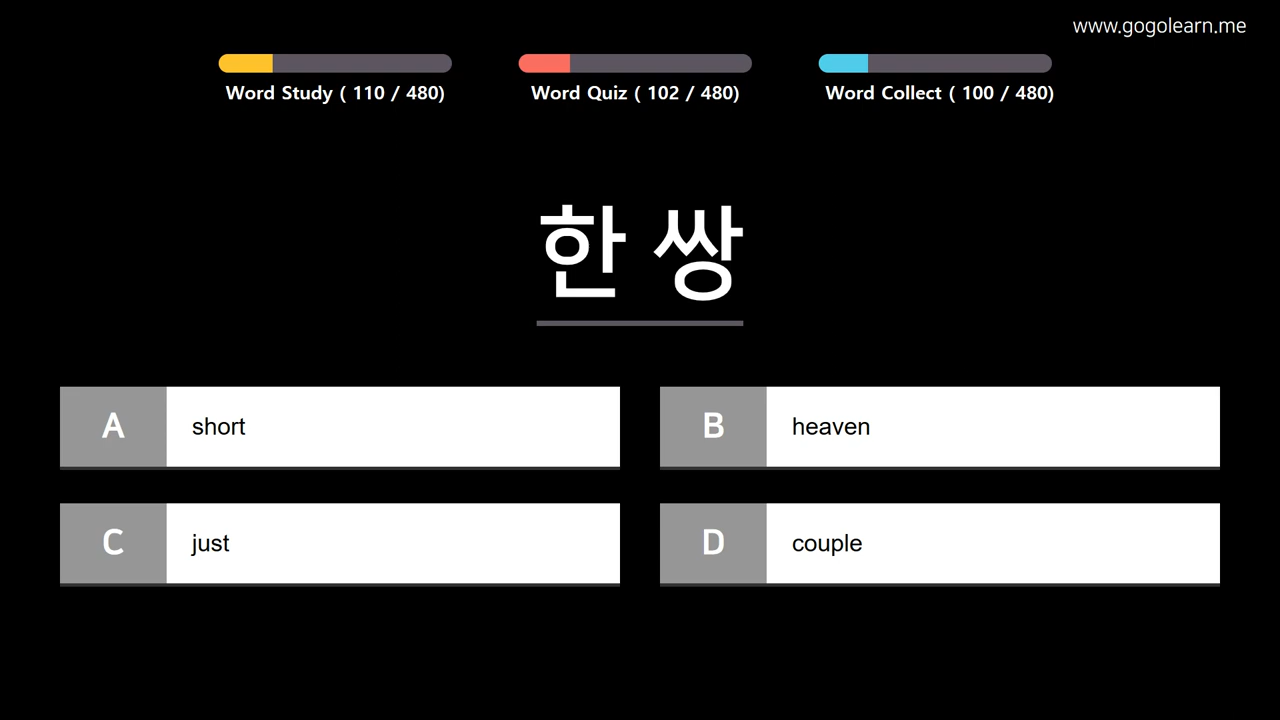 www.gogolearn.me
Word Study ( 110 / 480)
Word Quiz ( 102 / 480)
Word Collect ( 100 / 480)
한 쌍
A short
B heaven
C just
D couple